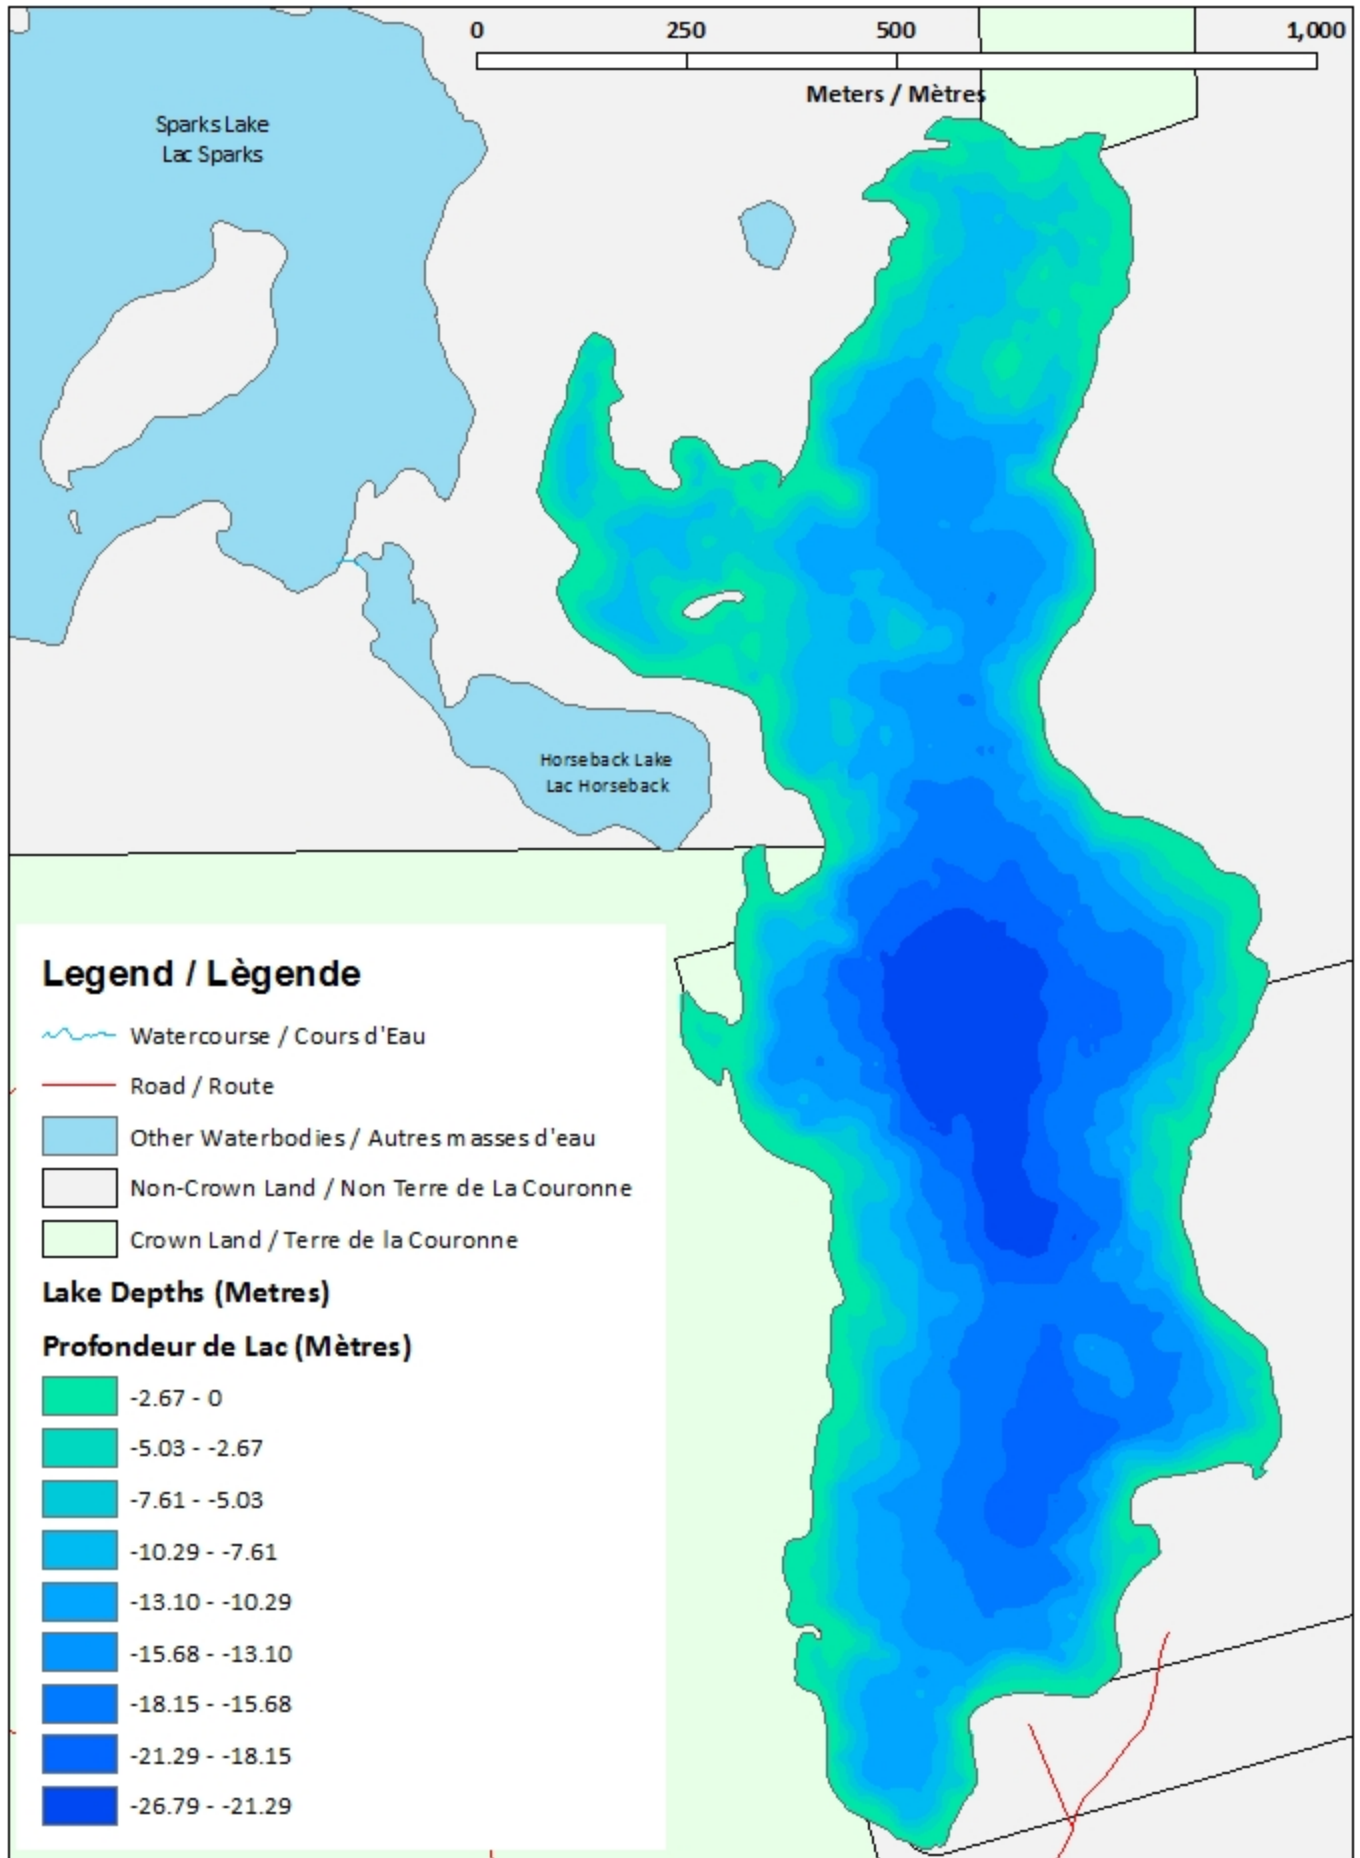 0 250 500 1,000
Meters / Mètres
Sparks Lake
Lac Sparks
Horseback Lake
Lac Horseback
Legend / Lègende
Watercourse / Cours d'Eau
Road / Route
Other Waterbodies / Autres masses d'eau
Non-Crown Land / Non Terre de La Couronne
Crown Land / Terre de la Couronne
Lake Depths (Metres)
Profondeur de Lac (Mètres)
-2.67 - 0
-5.03 - -2.67
-7.61 - -5.03
-10.29 - -7.61
-13.10 - -10.29
-15.68 - -13.10
-18.15 - -15.68
-21.29 - -18.15
-26.79 - -21.29